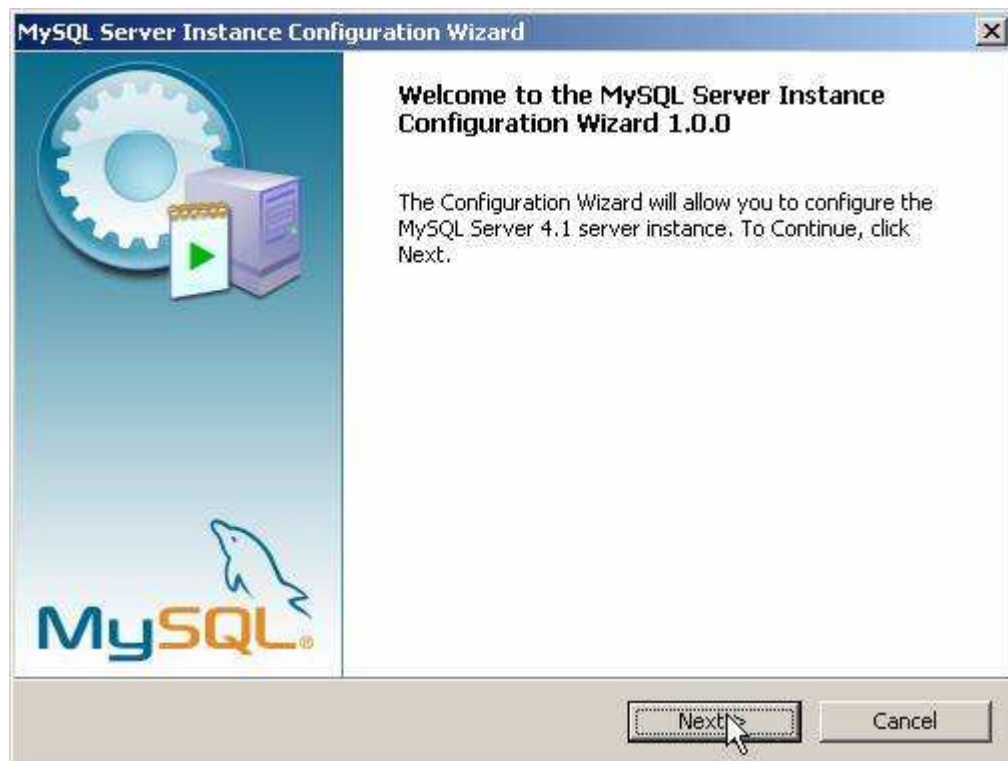 MySQL Server Instance Configuration Wizard
Welcome to the MySQL Server Instance
Configuration Wizard 1.0.0
The Configuration Wizard will allow you to configure the
MySQL Server 4.1 server instance. To Continue, click
Next.
MySQL®
Next >
Cancel